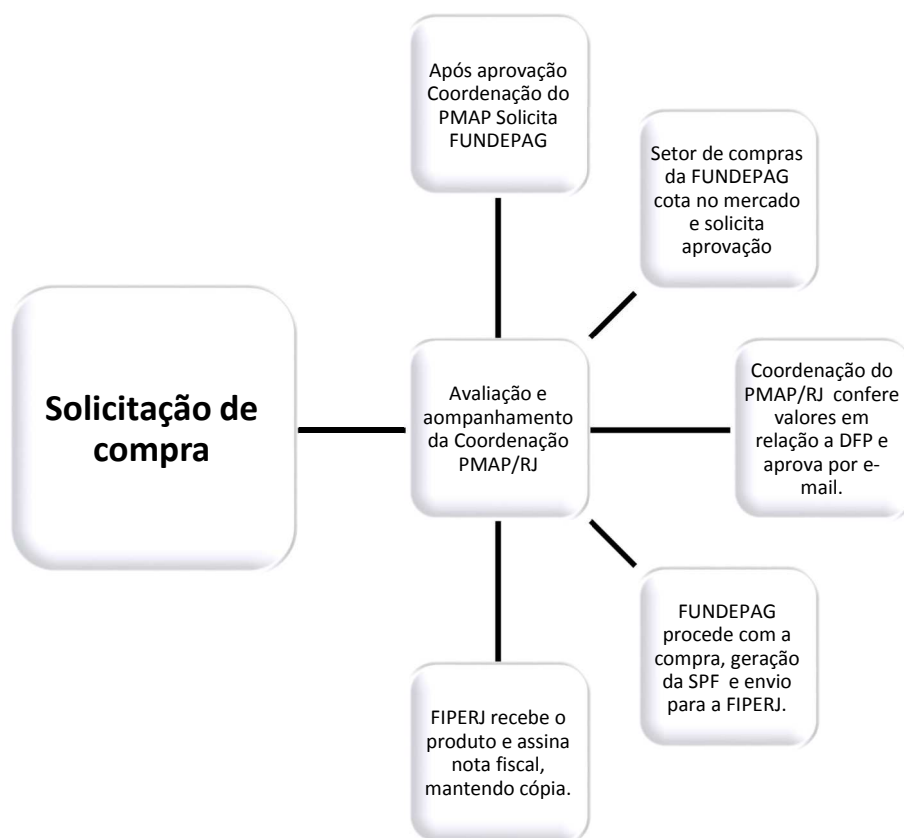 Após aprovação
Coordenação do
PMAP Solicita
FUNDEPAG
Setor de compras
da FUNDEPAG
cota no mercado
e solicita
aprovação
Solicitação de
compra
Avaliação e
aompanhamento
da Coordenação
PMAP/RJ
Coordenação do
PMAP/RJ confere
valores em
relação a DFP e
aprova por e-
mail.
FUNDEPAG
procede com a
compra, geração
da SPF e envio
para a FIPERJ.
FIPERJ recebe o
produto e assina
nota fiscal,
mantendo cópia.